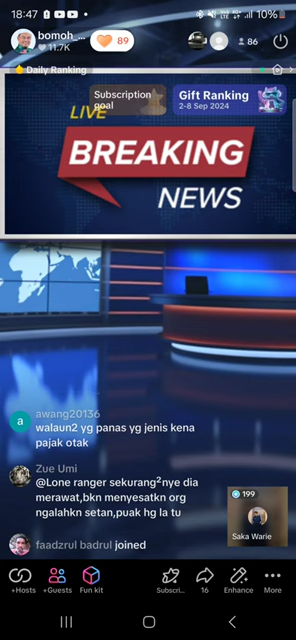 18:47
10%
bomoh_...
11.7K
89
86
Daily Ranking
Subscription
goal
Gift Ranking
2-8 Sep 2024
LIVE
BREAKING
NEWS
awang20136
walaun2 yg panas yg jenis kena
pajak otak
Zue Umi
@Lone ranger sekurang²nye dia
merawat,bkn menyesatkn org
ngalahkn setan,puak hg la tu
199
Saka Warie
faadzrul badrul joined
+Hosts
+Guests
Fun kit
Subscri...
16
Enhance
More